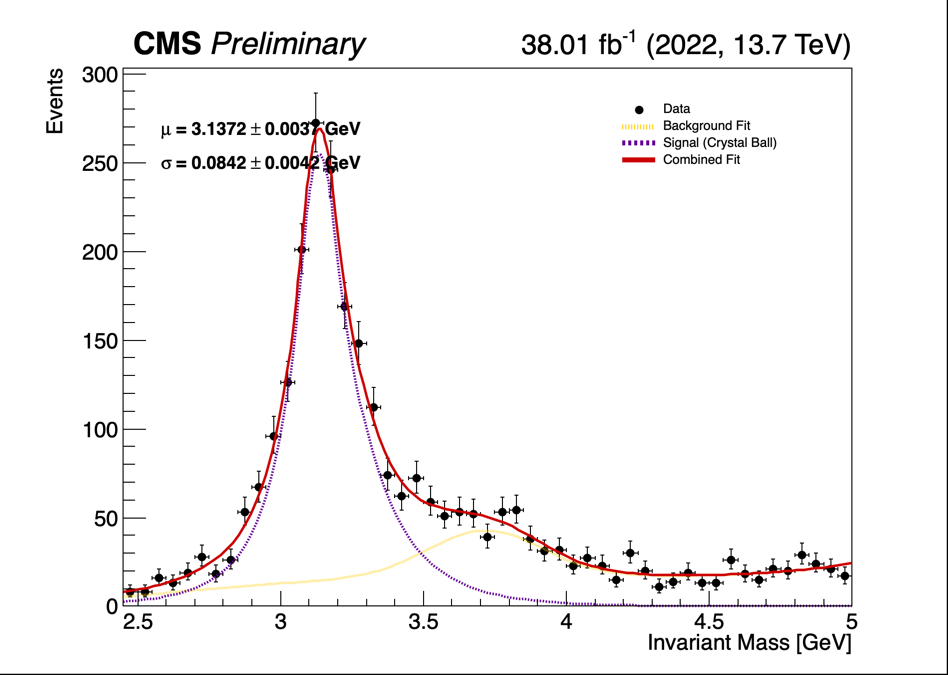 CMS Preliminary
38.01 fb⁻¹ (2022, 13.7 TeV)
Events
300
250
200
150
100
50
0
μ = 3.1372 ± 0.0037 GeV
σ = 0.0842 ± 0.0042 GeV
Data
Background Fit
Signal (Crystal Ball)
Combined Fit
2.5 3 3.5 4 4.5 5
Invariant Mass [GeV]